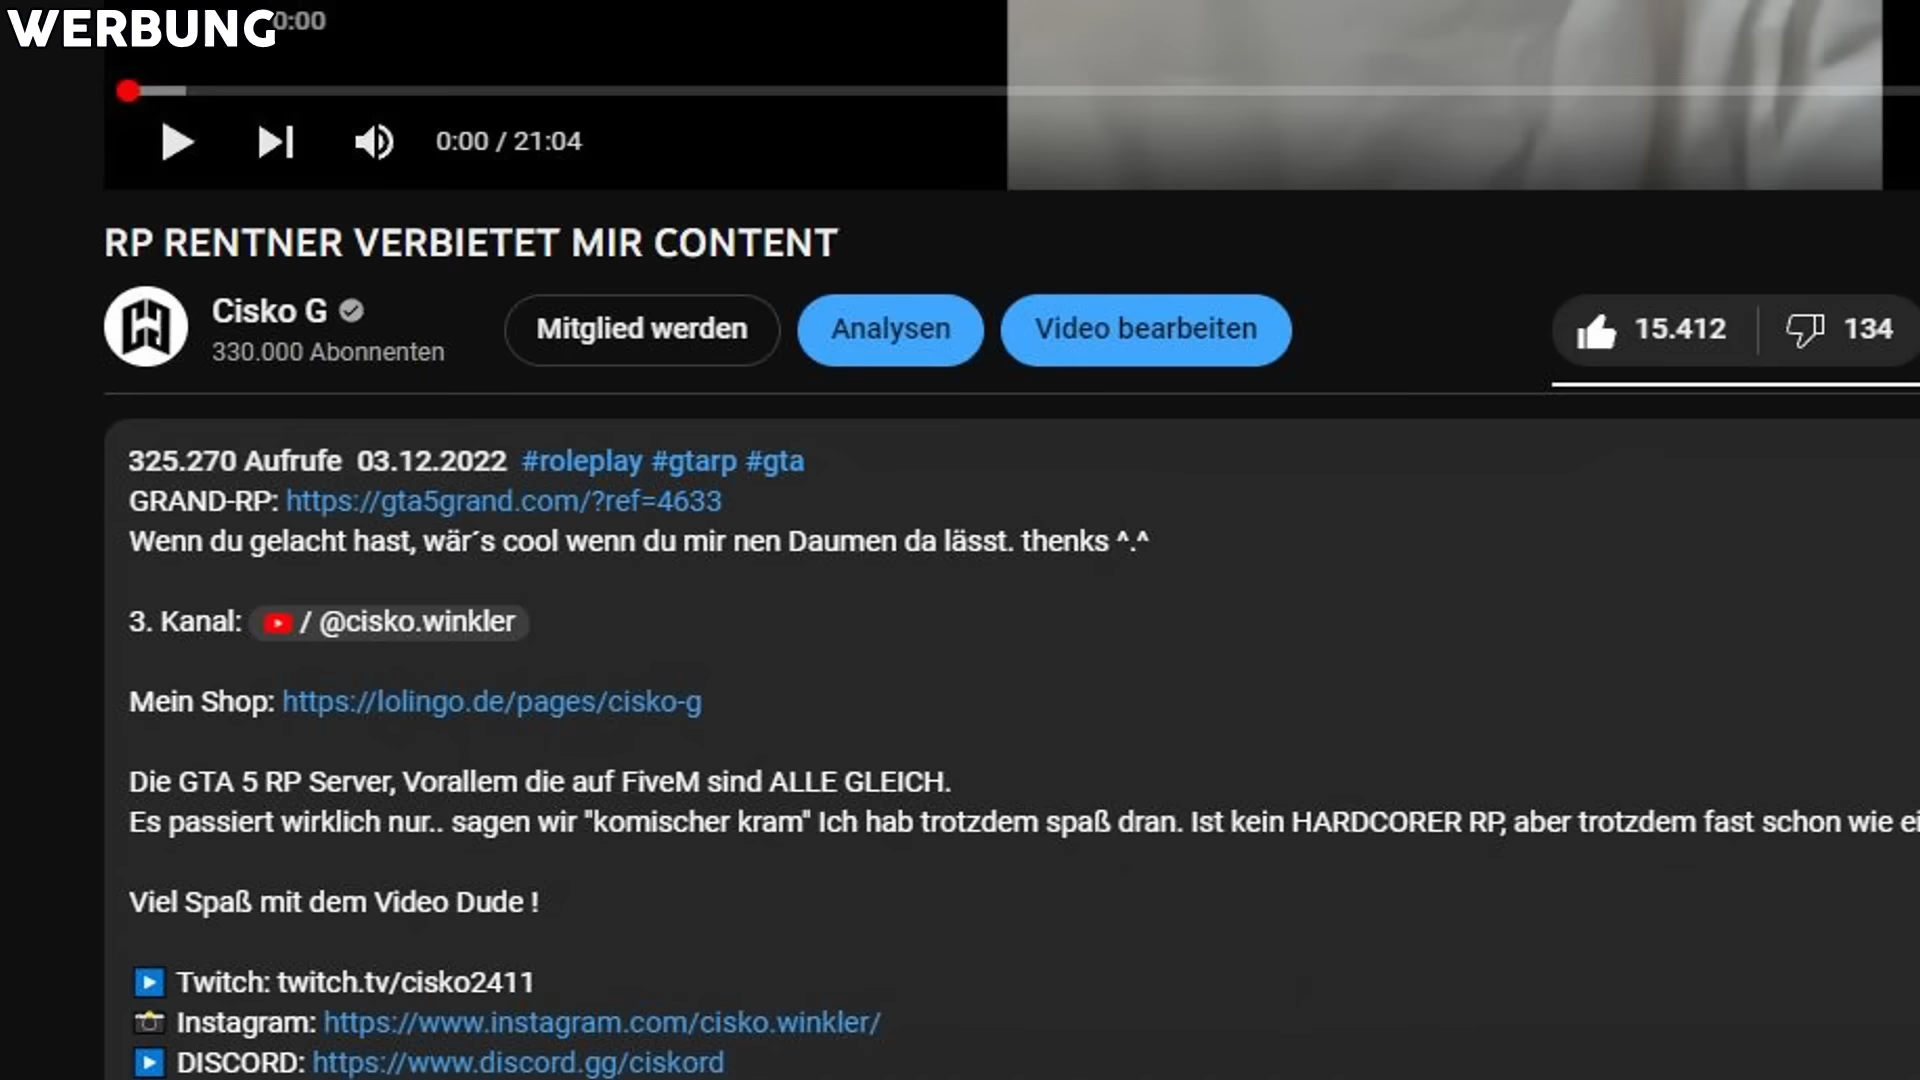 WERBUNG
0:00
0:00 / 21:04
RP RENTNER VERBIETET MIR CONTENT
Cisko G
330.000 Abonnenten
Mitglied werden
Analysen
Video bearbeiten
15.412
134
325.270 Aufrufe 03.12.2022 #roleplay #gtarp #gta
GRAND-RP: https://gta5grand.com/?ref=4633
Wenn du gelacht hast, wär´s cool wenn du mir nen Daumen da lässt. thenks ^.^
3. Kanal: / @cisko.winkler
Mein Shop: https://lolingo.de/pages/cisko-g
Die GTA 5 RP Server, Vorallem die auf FiveM sind ALLE GLEICH.
Es passiert wirklich nur.. sagen wir "komischer kram" Ich hab trotzdem spaß dran. Ist kein HARDCORER RP, aber trotzdem fast schon wie ei
Viel Spaß mit dem Video Dude !
Twitch: twitch.tv/cisko2411
Instagram: https://www.instagram.com/cisko.winkler/
DISCORD: https://www.discord.gg/ciskord